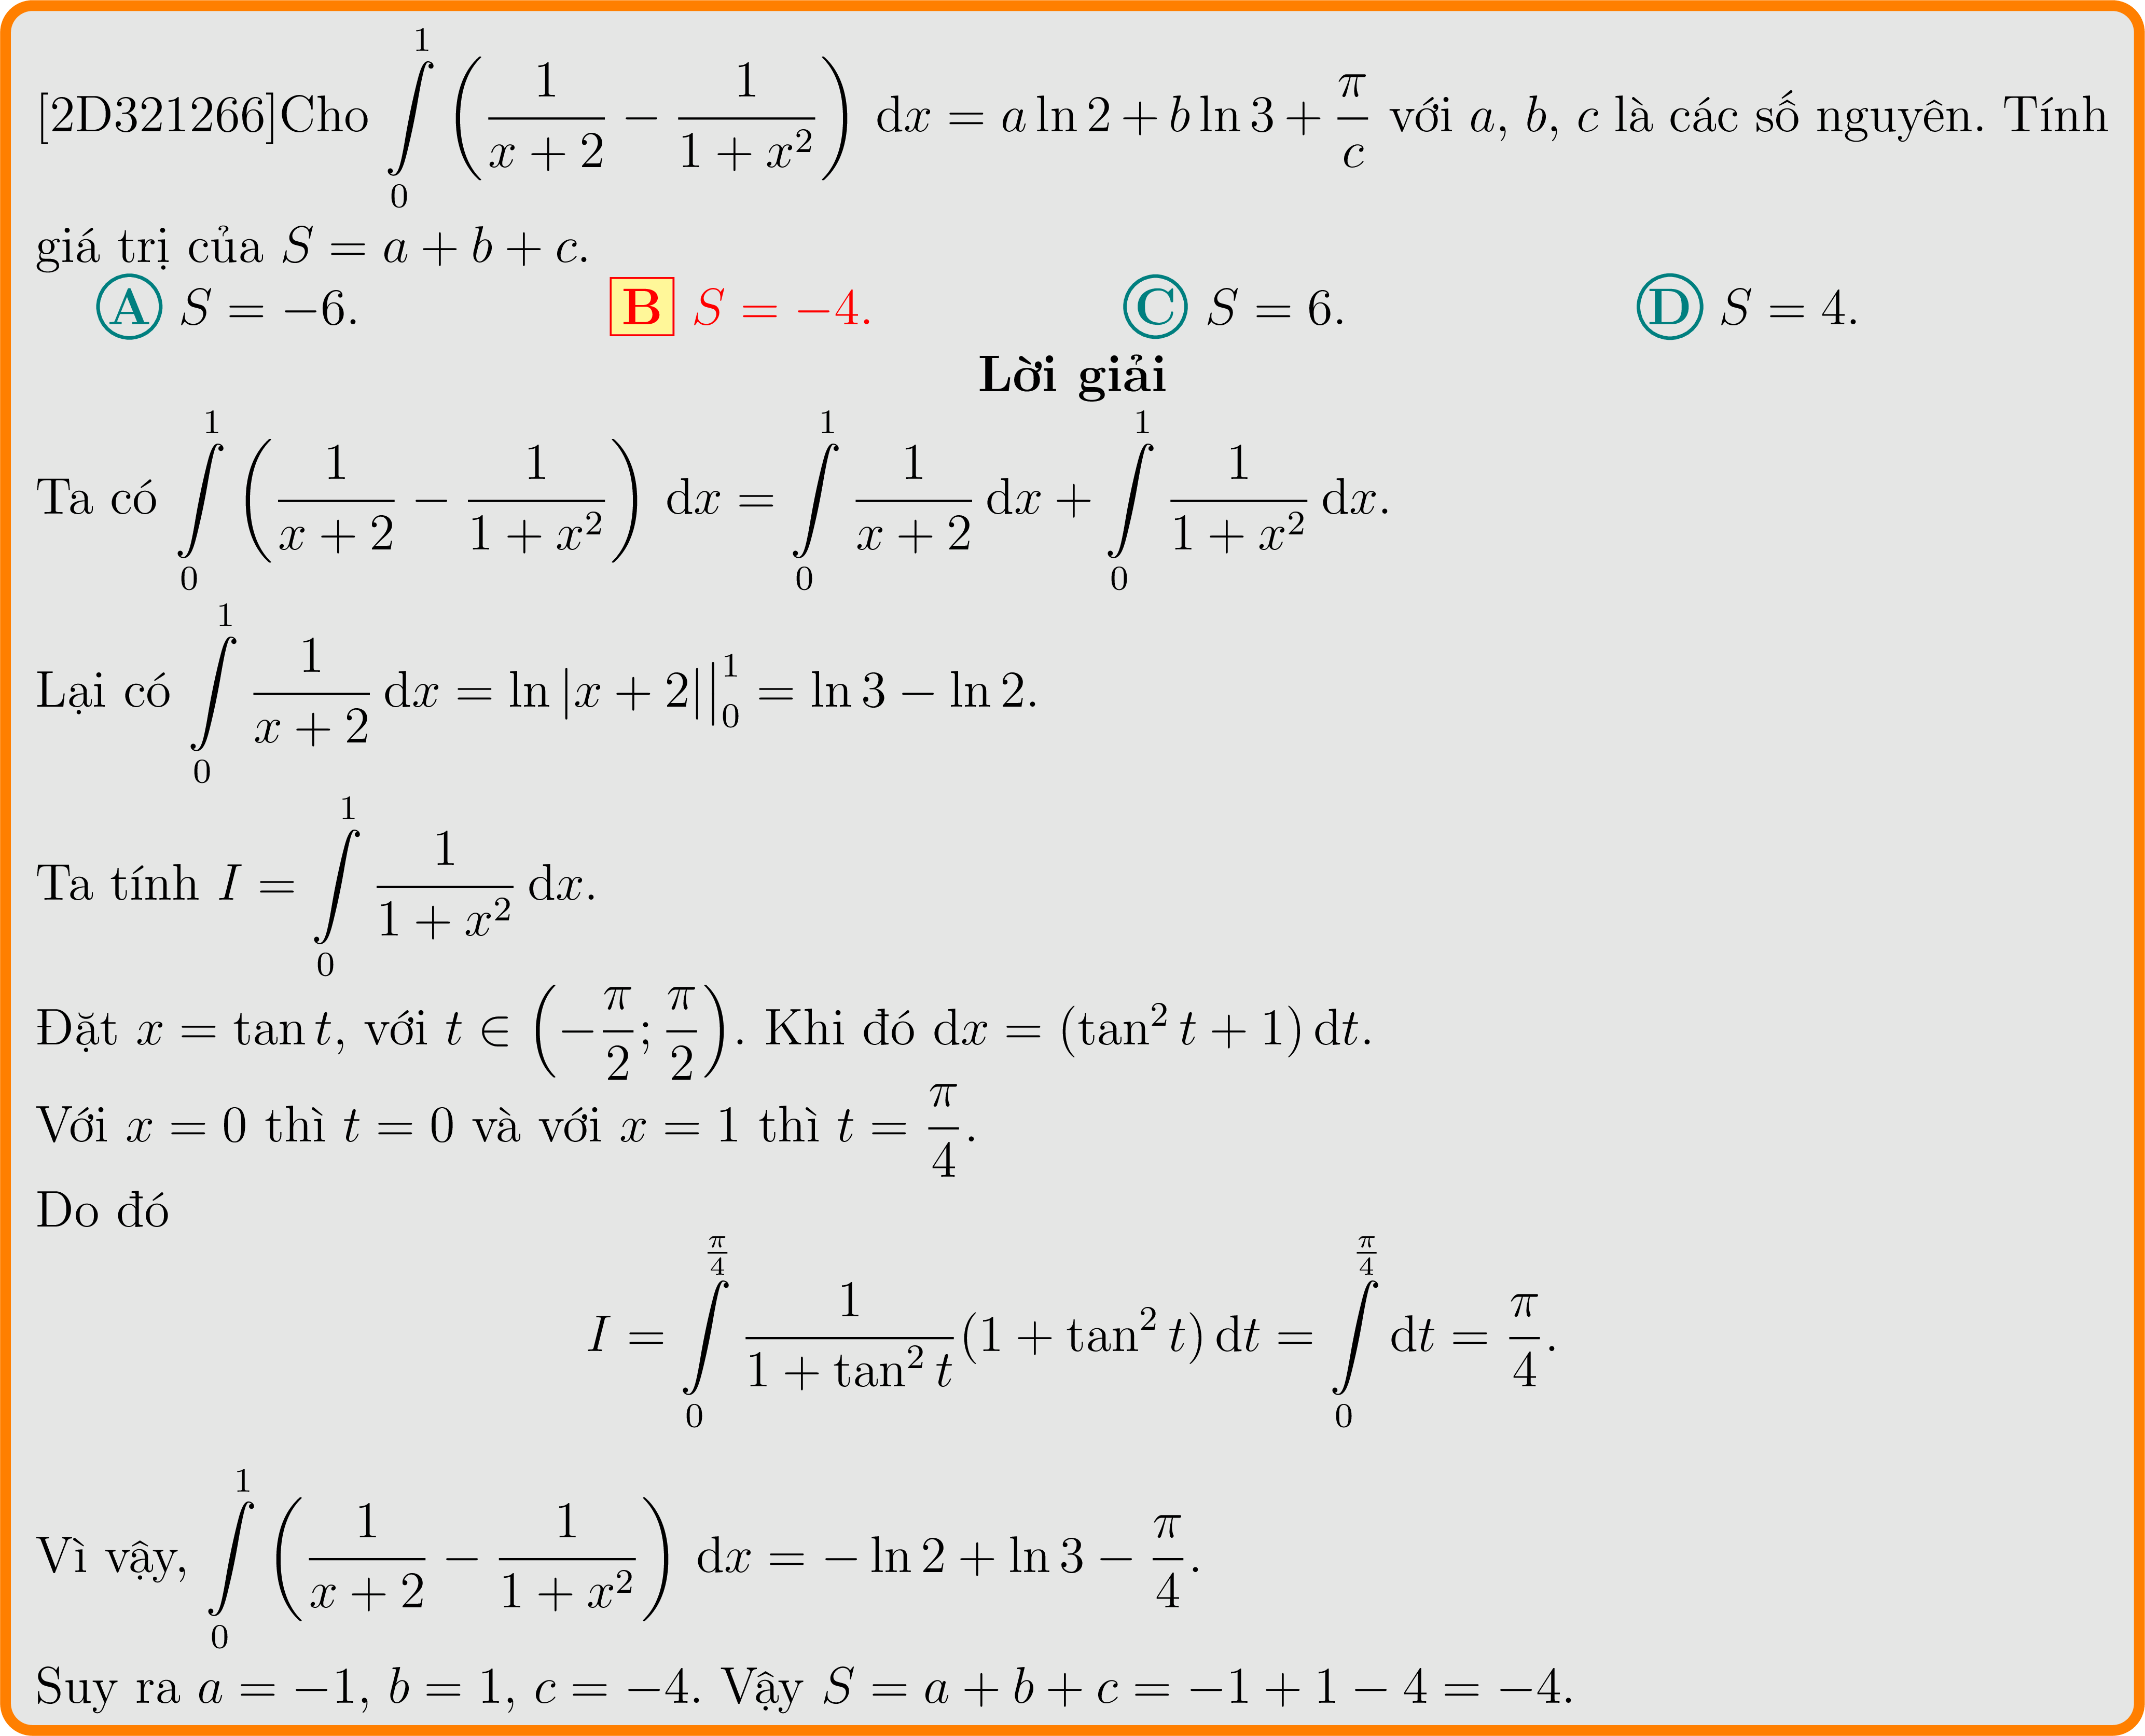 [2D321266]Cho $\int\limits_0^1 \left( \frac{1}{x+2} - \frac{1}{1+x^2} \right) \mathrm{d}x = a\ln 2 + b\ln 3 + \frac{\pi}{c}$ với $a$, $b$, $c$ là các số nguyên. Tính
giá trị của $S = a + b + c$.
A $S = -6$. B $S = -4$. C $S = 6$. D $S = 4$.
Lời giải
Ta có $\int\limits_0^1 \left( \frac{1}{x+2} - \frac{1}{1+x^2} \right) \mathrm{d}x = \int\limits_0^1 \frac{1}{x+2} \mathrm{d}x + \int\limits_0^1 \frac{1}{1+x^2} \mathrm{d}x$.
Lại có $\int\limits_0^1 \frac{1}{x+2} \mathrm{d}x = \ln|x+2| \Big|_0^1 = \ln 3 - \ln 2$.
Ta tính $I = \int\limits_0^1 \frac{1}{1+x^2} \mathrm{d}x$.
Đặt $x = \tan t$, với $t \in \left( -\frac{\pi}{2}; \frac{\pi}{2} \right)$. Khi đó $\mathrm{d}x = (\tan^2 t + 1) \mathrm{d}t$.
Với $x = 0$ thì $t = 0$ và với $x = 1$ thì $t = \frac{\pi}{4}$.
Do đó
$I = \int\limits_0^{\frac{\pi}{4}} \frac{1}{1+\tan^2 t} (1 + \tan^2 t) \mathrm{d}t = \int\limits_0^{\frac{\pi}{4}} \mathrm{d}t = \frac{\pi}{4}$.
Vì vậy, $\int\limits_0^1 \left( \frac{1}{x+2} - \frac{1}{1+x^2} \right) \mathrm{d}x = -\ln 2 + \ln 3 - \frac{\pi}{4}$.
Suy ra $a = -1$, $b = 1$, $c = -4$. Vậy $S = a + b + c = -1 + 1 - 4 = -4$.